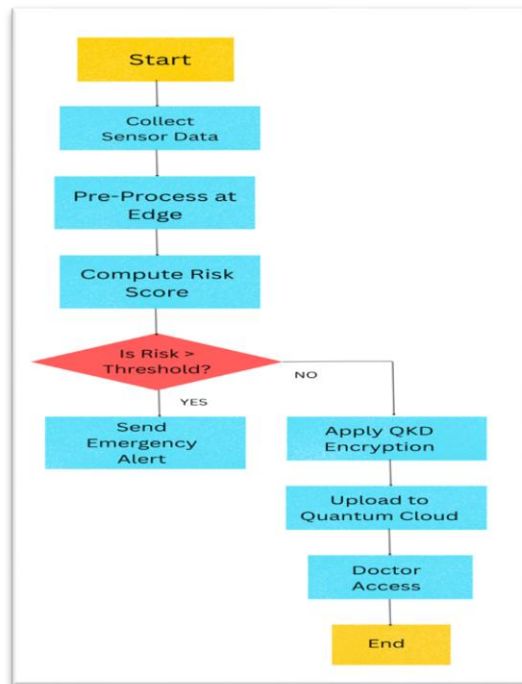 Start
Collect
Sensor Data
Pre-Process at
Edge
Compute Risk
Score
Is Risk >
Threshold?
NO
YES
Send
Emergency
Alert
Apply QKD
Encryption
Upload to
Quantum Cloud
Doctor
Access
End